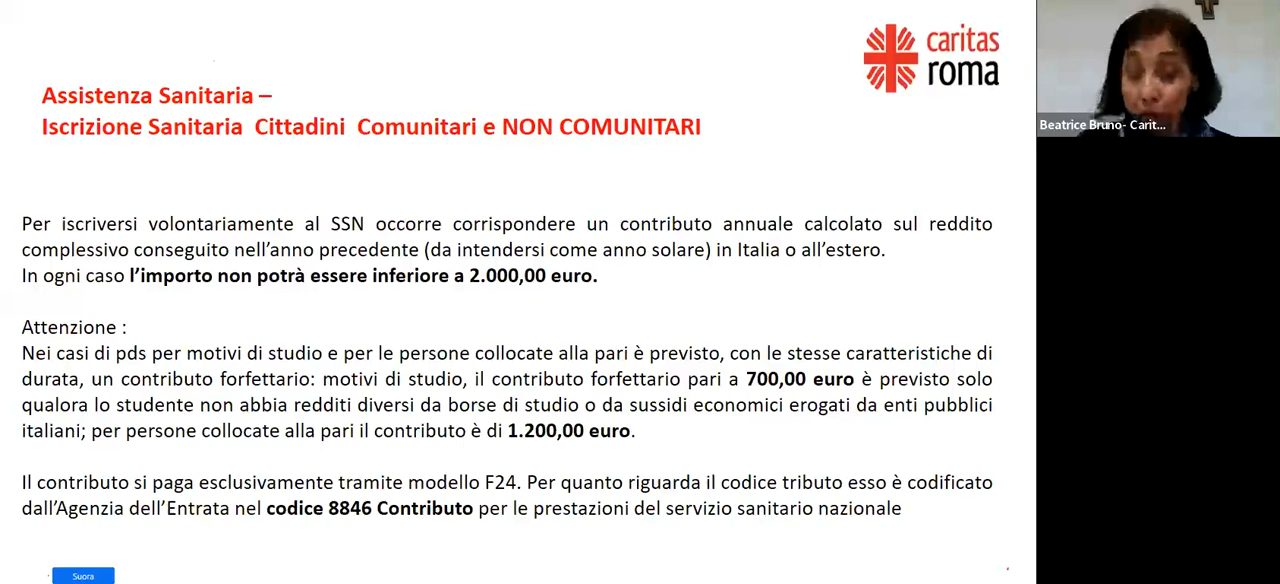 caritas
roma
Assistenza Sanitaria –
Iscrizione Sanitaria Cittadini Comunitari e NON COMUNITARI
Per iscriversi volontariamente al SSN occorre corrispondere un contributo annuale calcolato sul reddito
complessivo conseguito nell’anno precedente (da intendersi come anno solare) in Italia o all’estero.
In ogni caso l’importo non potrà essere inferiore a 2.000,00 euro.
Attenzione :
Nei casi di pds per motivi di studio e per le persone collocate alla pari è previsto, con le stesse caratteristiche di
durata, un contributo forfettario: motivi di studio, il contributo forfettario pari a 700,00 euro è previsto solo
qualora lo studente non abbia redditi diversi da borse di studio o da sussidi economici erogati da enti pubblici
italiani; per persone collocate alla pari il contributo è di 1.200,00 euro.
Il contributo si paga esclusivamente tramite modello F24. Per quanto riguarda il codice tributo esso è codificato
dall’Agenzia dell’Entrata nel codice 8846 Contributo per le prestazioni del servizio sanitario nazionale
Suora
Beatrice Bruno- Carit...